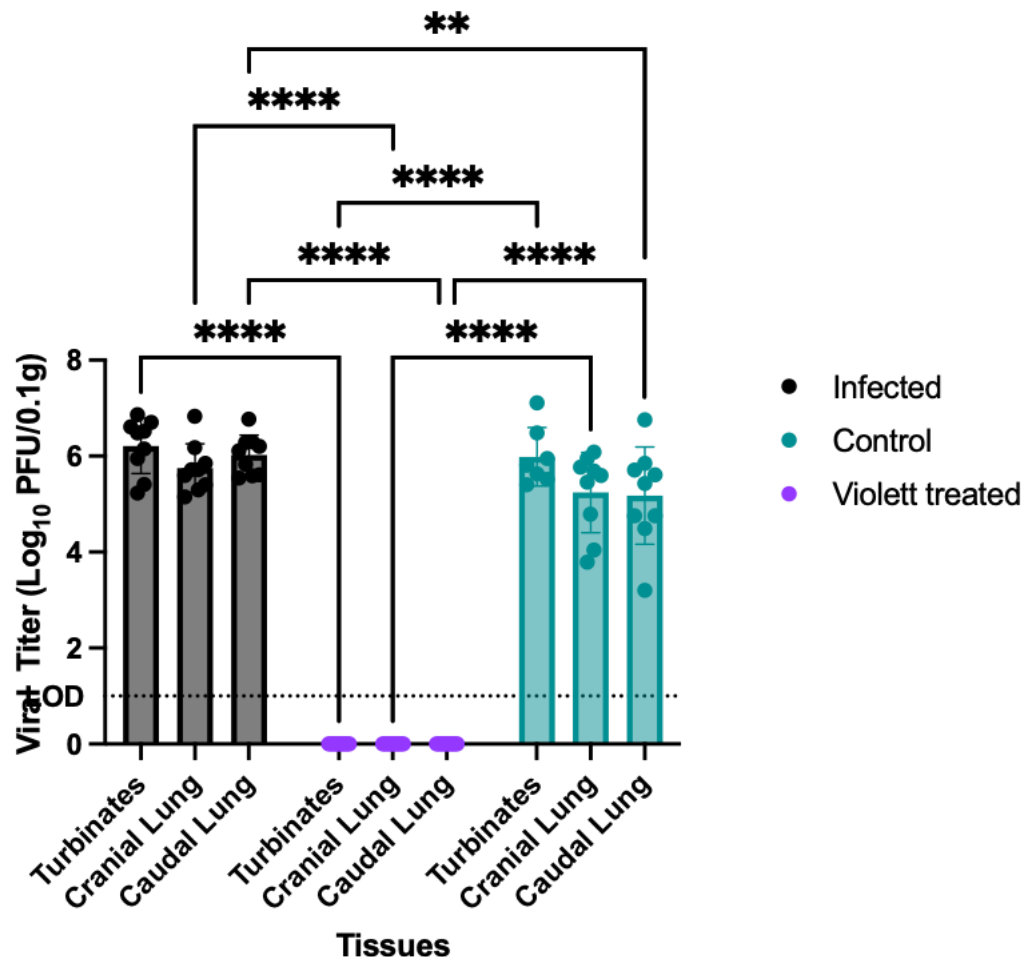 **
****
****
****
****
****
****
Viral Titer (Log10 PFU/0.1g)
8
6
4
2
LOD
0
Turbinates
Cranial Lung
Caudal Lung
Turbinates
Cranial Lung
Caudal Lung
Turbinates
Cranial Lung
Caudal Lung
Tissues
Infected
Control
Violett treated